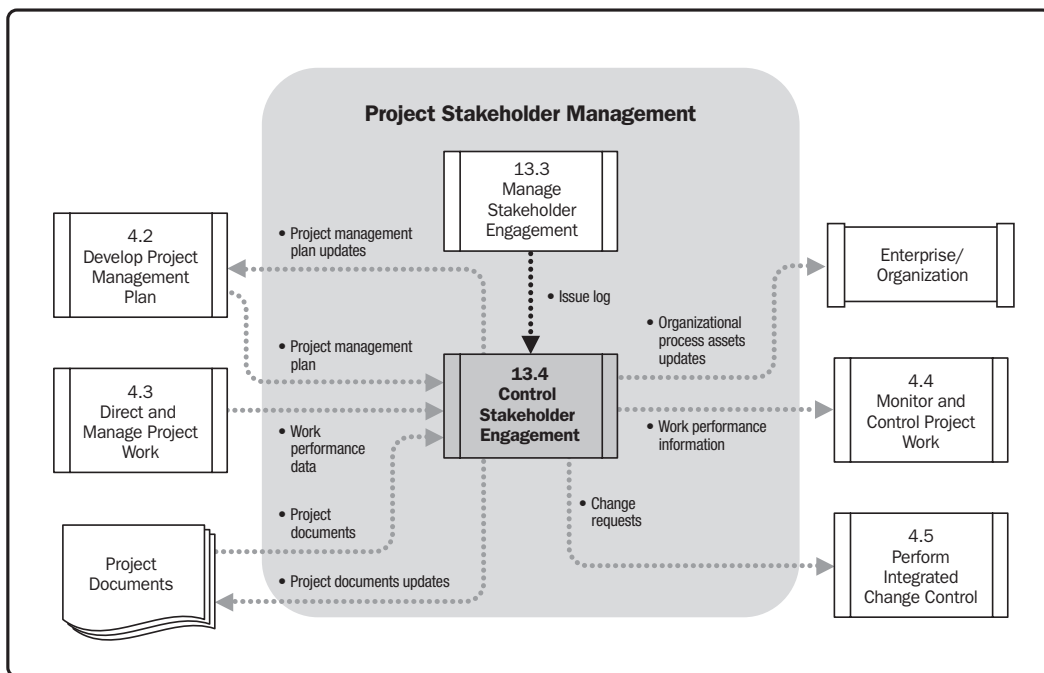 Project Stakeholder Management
13.3
Manage
Stakeholder
Engagement
4.2
Develop Project
Management
Plan
• Project management
plan updates
Enterprise/
Organization
• Issue log
• Organizational
process assets
updates
• Project management
plan
13.4
Control
Stakeholder
Engagement
4.3
Direct and
Manage Project
Work
4.4
Monitor and
Control Project
Work
• Work
performance
data
• Work performance
information
• Change
requests
• Project
documents
Project
Documents
• Project documents updates
4.5
Perform
Integrated
Change Control